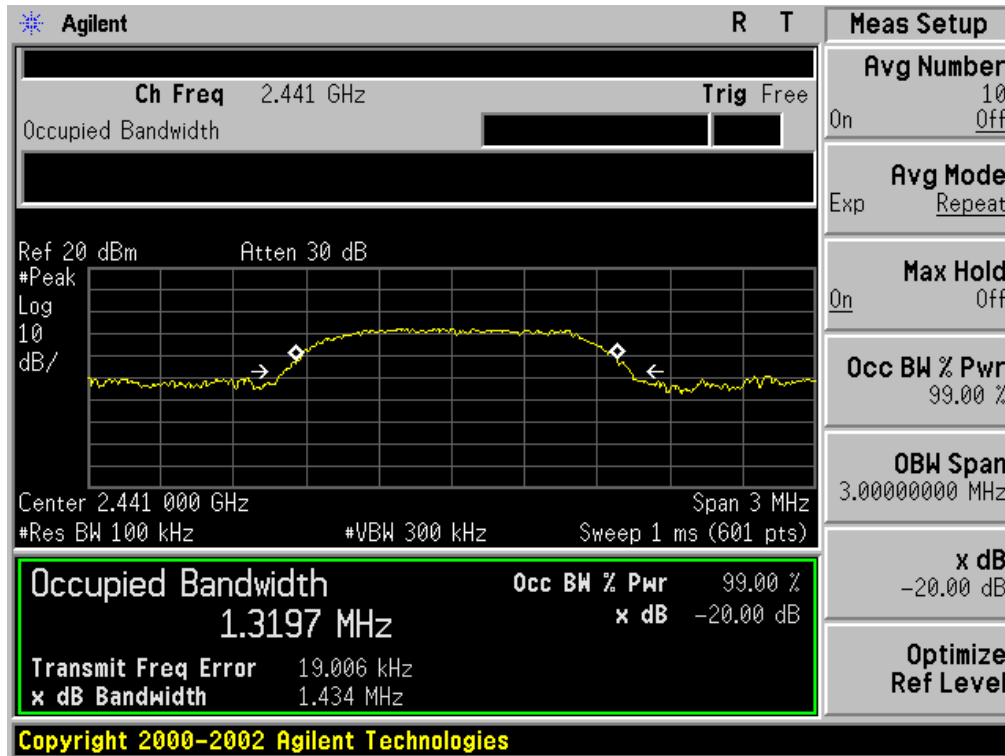 Agilent R T
Ch Freq 2.441 GHz Trig Free
Occupied Bandwidth
Ref 20 dBm Atten 30 dB
#Peak
Log
10
dB/
Center 2.441 000 GHz Span 3 MHz
#Res BW 100 kHz #VBW 300 kHz Sweep 1 ms (601 pts)
Occupied Bandwidth Occ BW % Pwr 99.00 %
1.3197 MHz x dB -20.00 dB
Transmit Freq Error 19.006 kHz
x dB Bandwidth 1.434 MHz
Copyright 2000-2002 Agilent Technologies
Meas Setup
Avg Number
10
On Off
Avg Mode
Exp Repeat
Max Hold
On Off
Occ BW % Pwr
99.00 %
OBW Span
3.00000000 MHz
x dB
-20.00 dB
Optimize
Ref Level